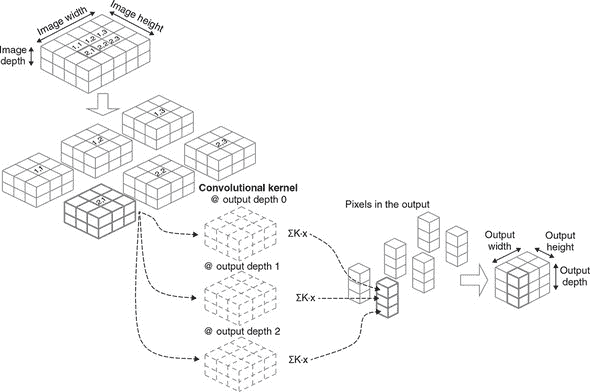 Image width
Image height
Image
depth
1,1
1,2
1,3
2,1
2,2
2,3
1,3
1,2
2,3
1,1
2,2
2,1
Convolutional kernel
@ output depth 0
ΣK·x
@ output depth 1
ΣK·x
@ output depth 2
ΣK·x
Pixels in the output
Output
width
Output
height
Output
depth